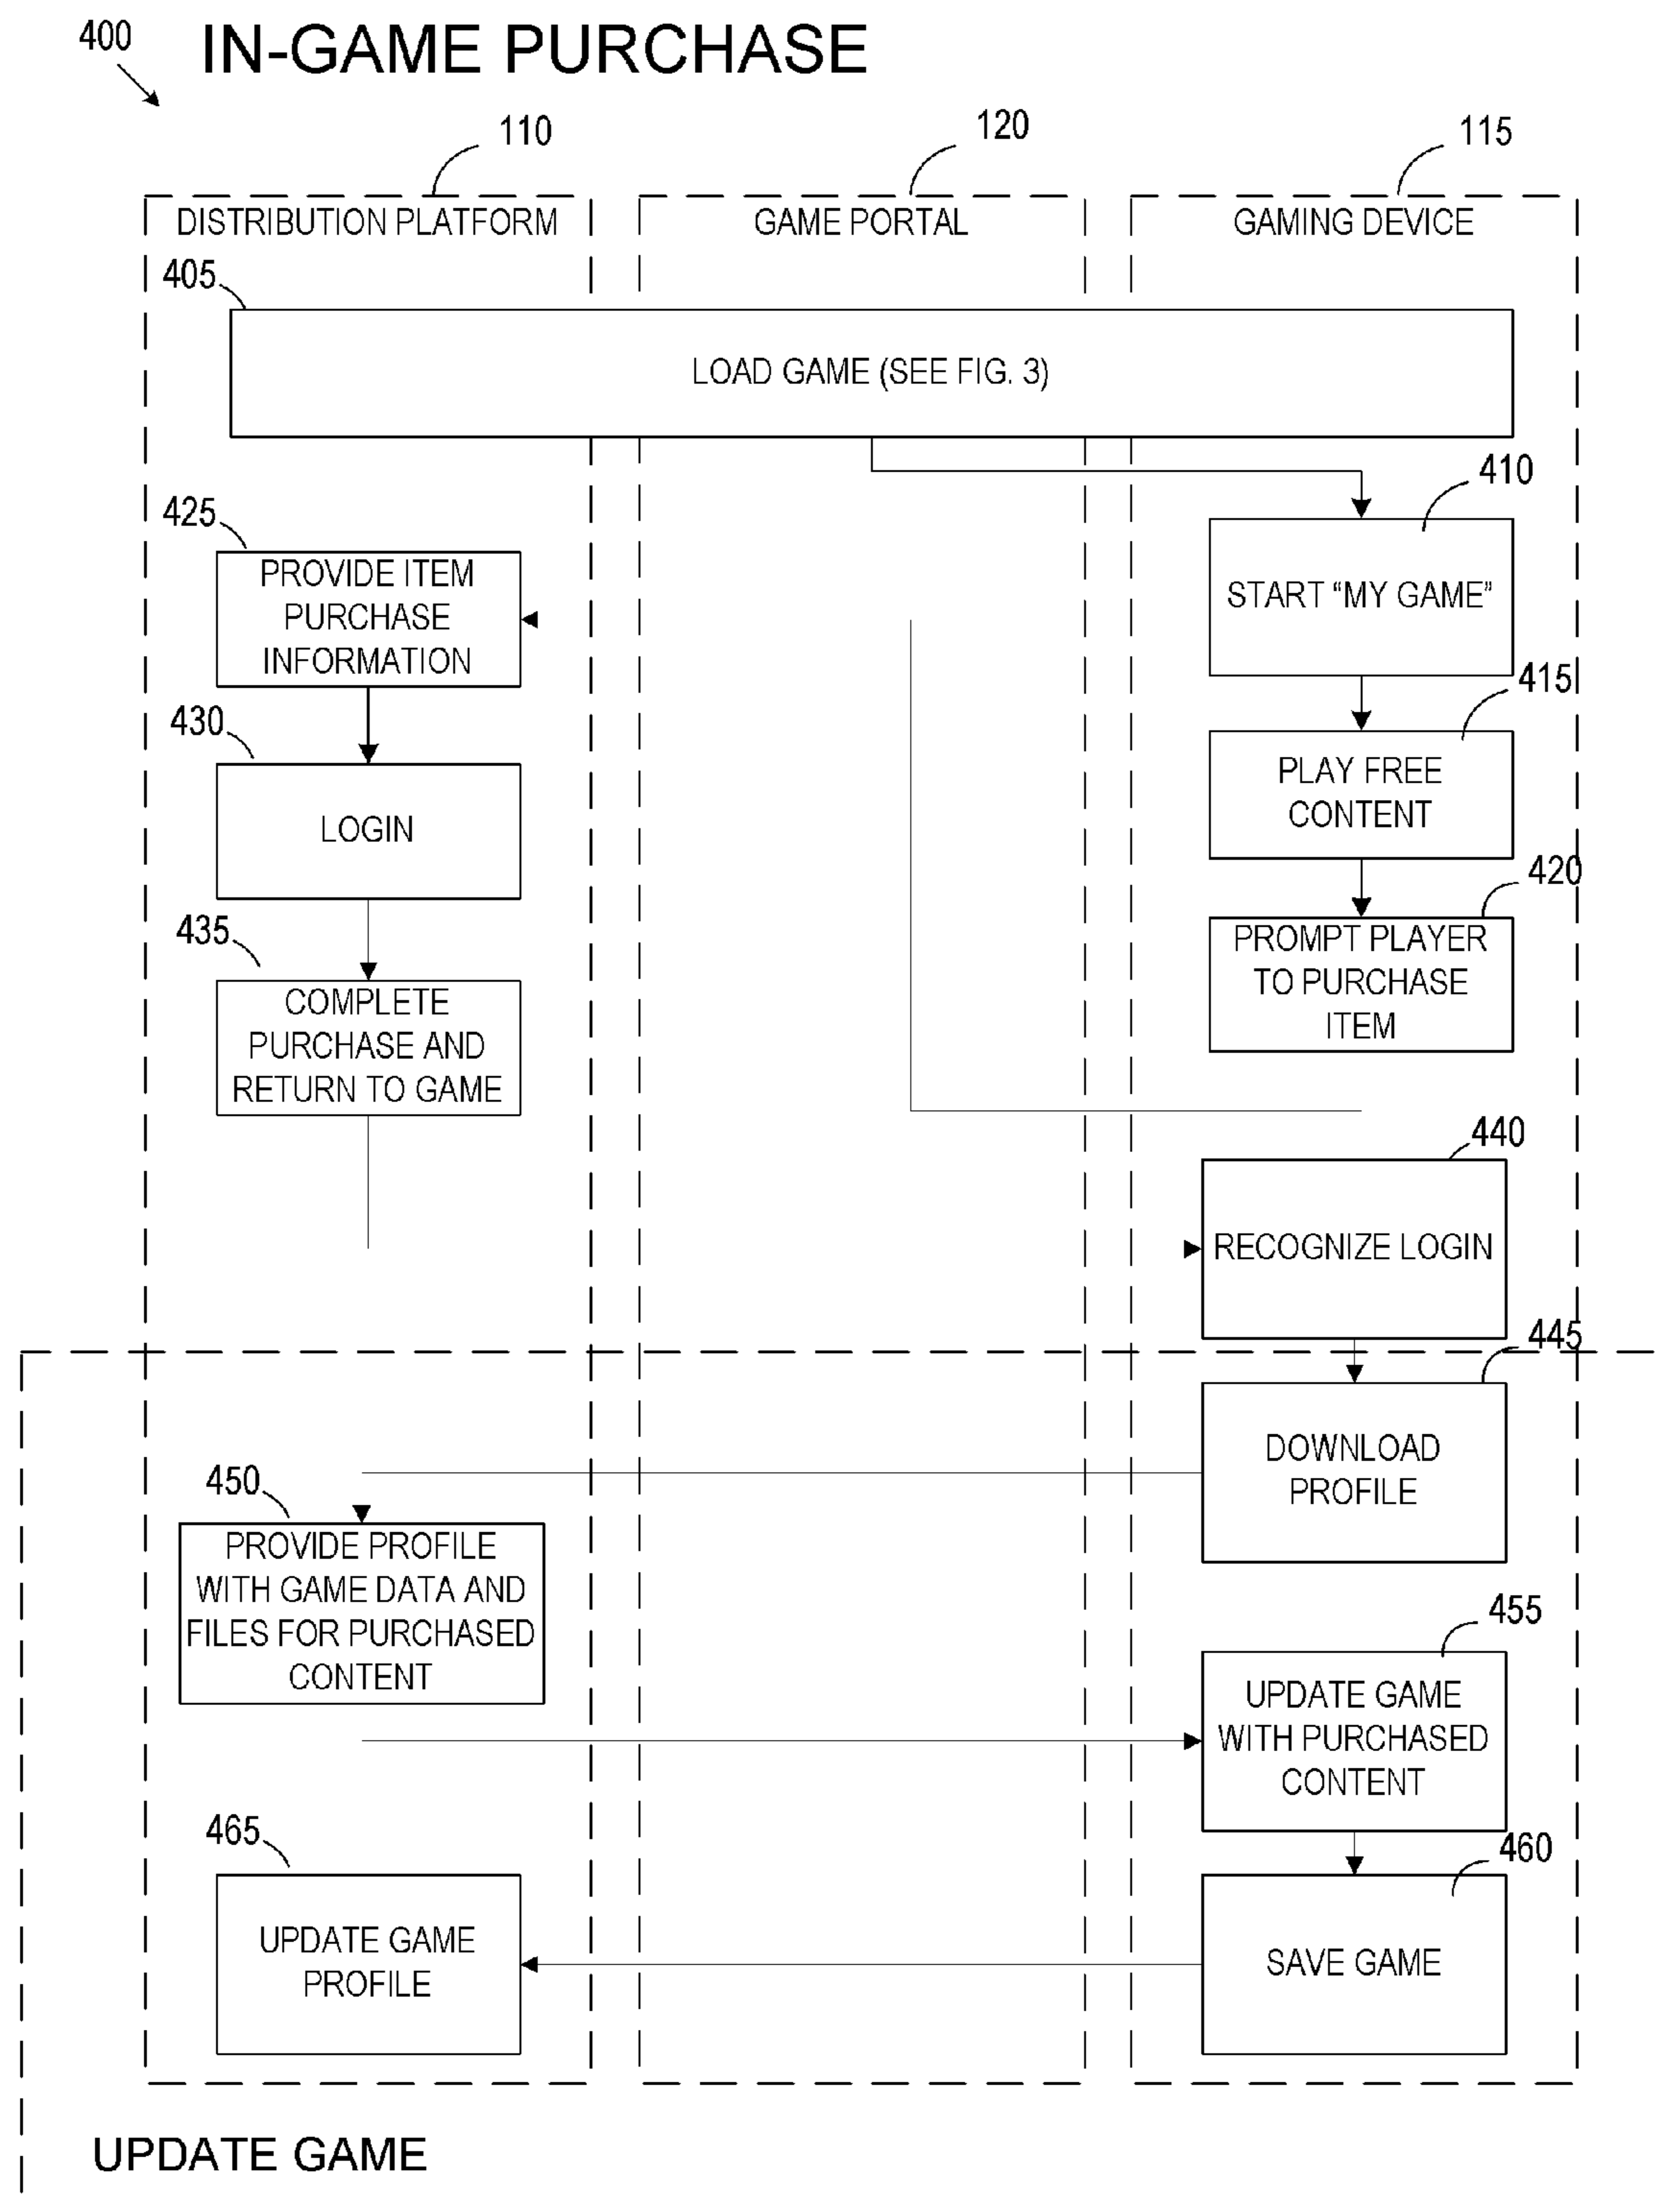 400
IN-GAME PURCHASE
110
120
115
DISTRIBUTION PLATFORM
GAME PORTAL
GAMING DEVICE
405
LOAD GAME (SEE FIG. 3)
410
START “MY GAME”
415
PLAY FREE
CONTENT
420
PROMPT PLAYER
TO PURCHASE
ITEM
425
PROVIDE ITEM
PURCHASE
INFORMATION
430
LOGIN
435
COMPLETE
PURCHASE AND
RETURN TO GAME
440
RECOGNIZE LOGIN
445
DOWNLOAD
PROFILE
450
PROVIDE PROFILE
WITH GAME DATA AND
FILES FOR PURCHASED
CONTENT
455
UPDATE GAME
WITH PURCHASED
CONTENT
460
SAVE GAME
465
UPDATE GAME
PROFILE
UPDATE GAME